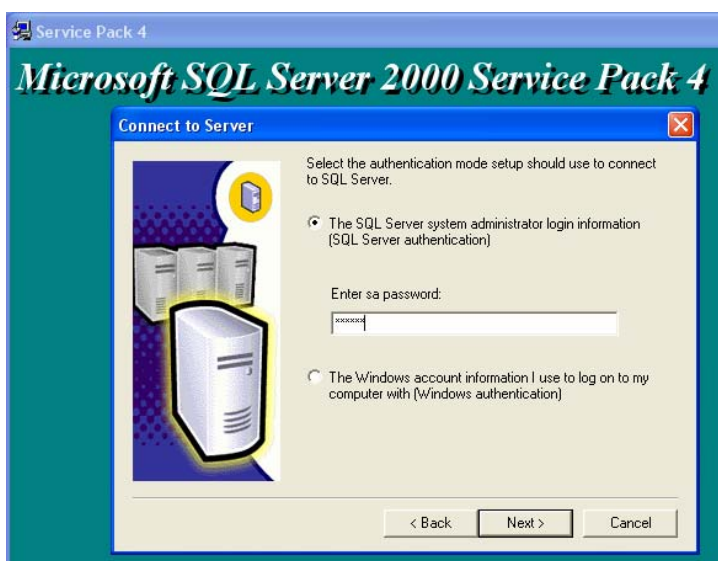 Service Pack 4
Microsoft SQL Server 2000 Service Pack 4
Connect to Server
Select the authentication mode setup should use to connect
to SQL Server.
The SQL Server system administrator login information
(SQL Server authentication)
Enter sa password:
xxxxxx
The Windows account information I use to log on to my
computer with (Windows authentication)
< Back
Next >
Cancel